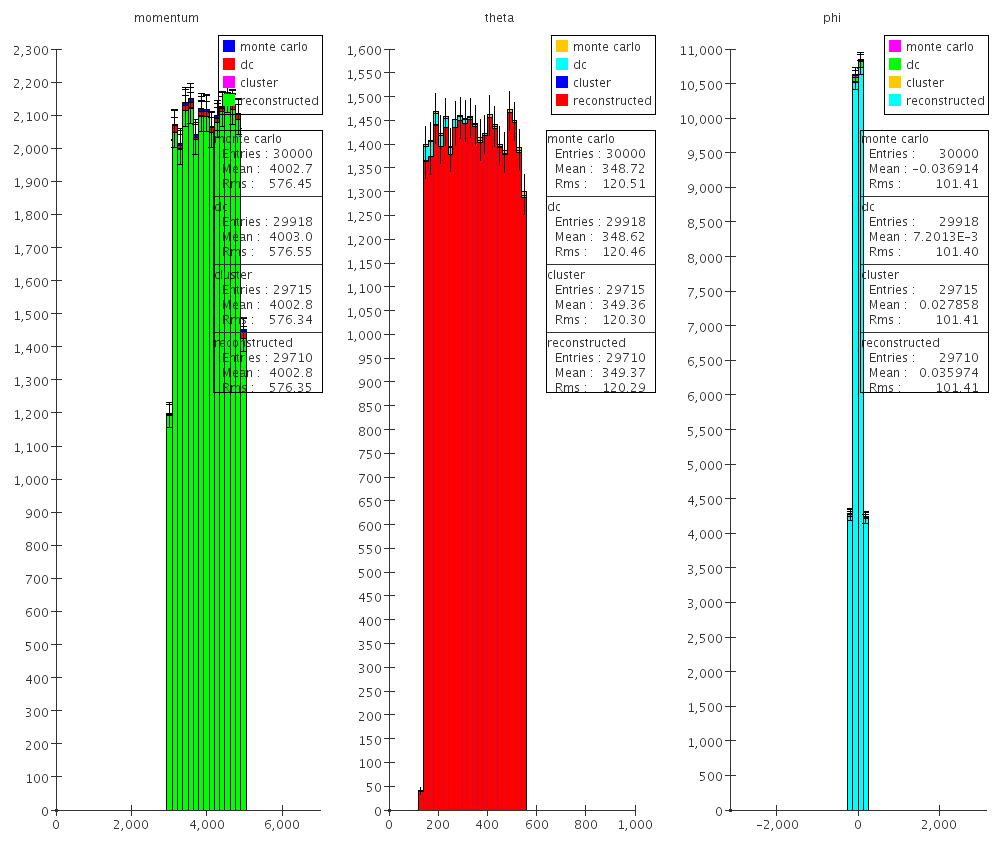 momentum
2,300
2,200
2,100
2,000
1,900
1,800
1,700
1,600
1,500
1,400
1,300
1,200
1,100
1,000
900
800
700
600
500
400
300
200
100
0
0
2,000
4,000
6,000
monte carlo
dc
cluster
reconstructed
monte carlo
Entries : 30000
Mean : 4002.7
Rms : 576.45
dc
Entries : 29918
Mean : 4003.0
Rms : 576.55
cluster
Entries : 29715
Mean : 4002.8
Rms : 576.34
reconstructed
Entries : 29710
Mean : 4002.8
Rms : 576.35
theta
1,600
1,550
1,500
1,450
1,400
1,350
1,300
1,250
1,200
1,150
1,100
1,050
1,000
950
900
850
800
750
700
650
600
550
500
450
400
350
300
250
200
150
100
50
0
0
200
400
600
800
1,000
monte carlo
dc
cluster
reconstructed
monte carlo
Entries : 30000
Mean : 348.72
Rms : 120.51
dc
Entries : 29918
Mean : 348.62
Rms : 120.46
cluster
Entries : 29715
Mean : 349.36
Rms : 120.30
reconstructed
Entries : 29710
Mean : 349.37
Rms : 120.29
phi
11,000
10,500
10,000
9,500
9,000
8,500
8,000
7,500
7,000
6,500
6,000
5,500
5,000
4,500
4,000
3,500
3,000
2,500
2,000
1,500
1,000
500
0
-2,000
0
2,000
monte carlo
dc
cluster
reconstructed
monte carlo
Entries : 30000
Mean : -0.036914
Rms : 101.41
dc
Entries : 29918
Mean : 7.2013E-3
Rms : 101.40
cluster
Entries : 29715
Mean : 0.027858
Rms : 101.41
reconstructed
Entries : 29710
Mean : 0.035974
Rms : 101.41